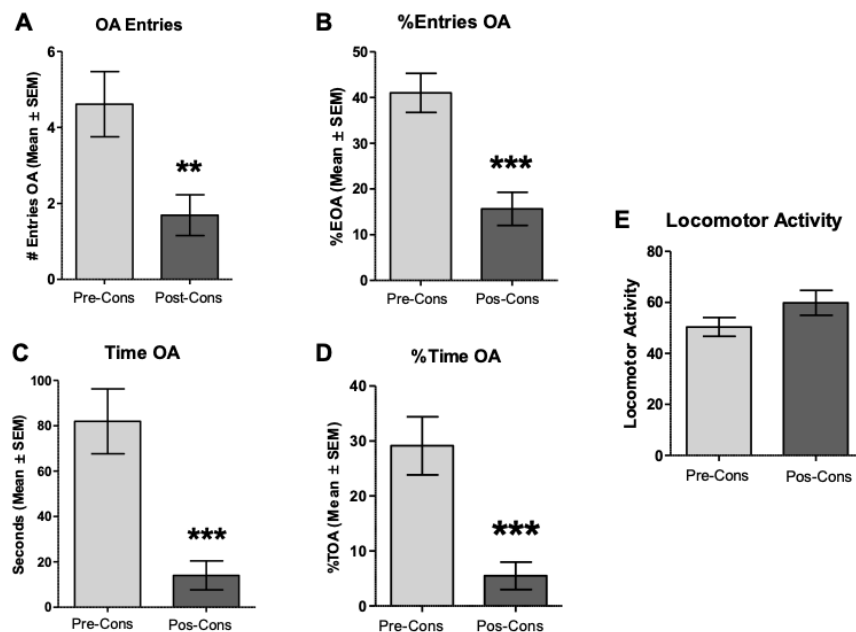 A
OA Entries
# Entries OA (Mean ± SEM)
6
4
2
0
**
Pre-Cons
Post-Cons
B
%Entries OA
%EOA (Mean ± SEM)
50
40
30
20
10
0
***
Pre-Cons
Pos-Cons
C
Time OA
Seconds (Mean ± SEM)
100
80
60
40
20
0
***
Pre-Cons
Pos-Cons
D
%Time OA
%TOA (Mean ± SEM)
40
30
20
10
0
***
Pre-Cons
Pos-Cons
E
Locomotor Activity
Locomotor Activity
80
60
40
20
0
Pre-Cons
Pos-Cons